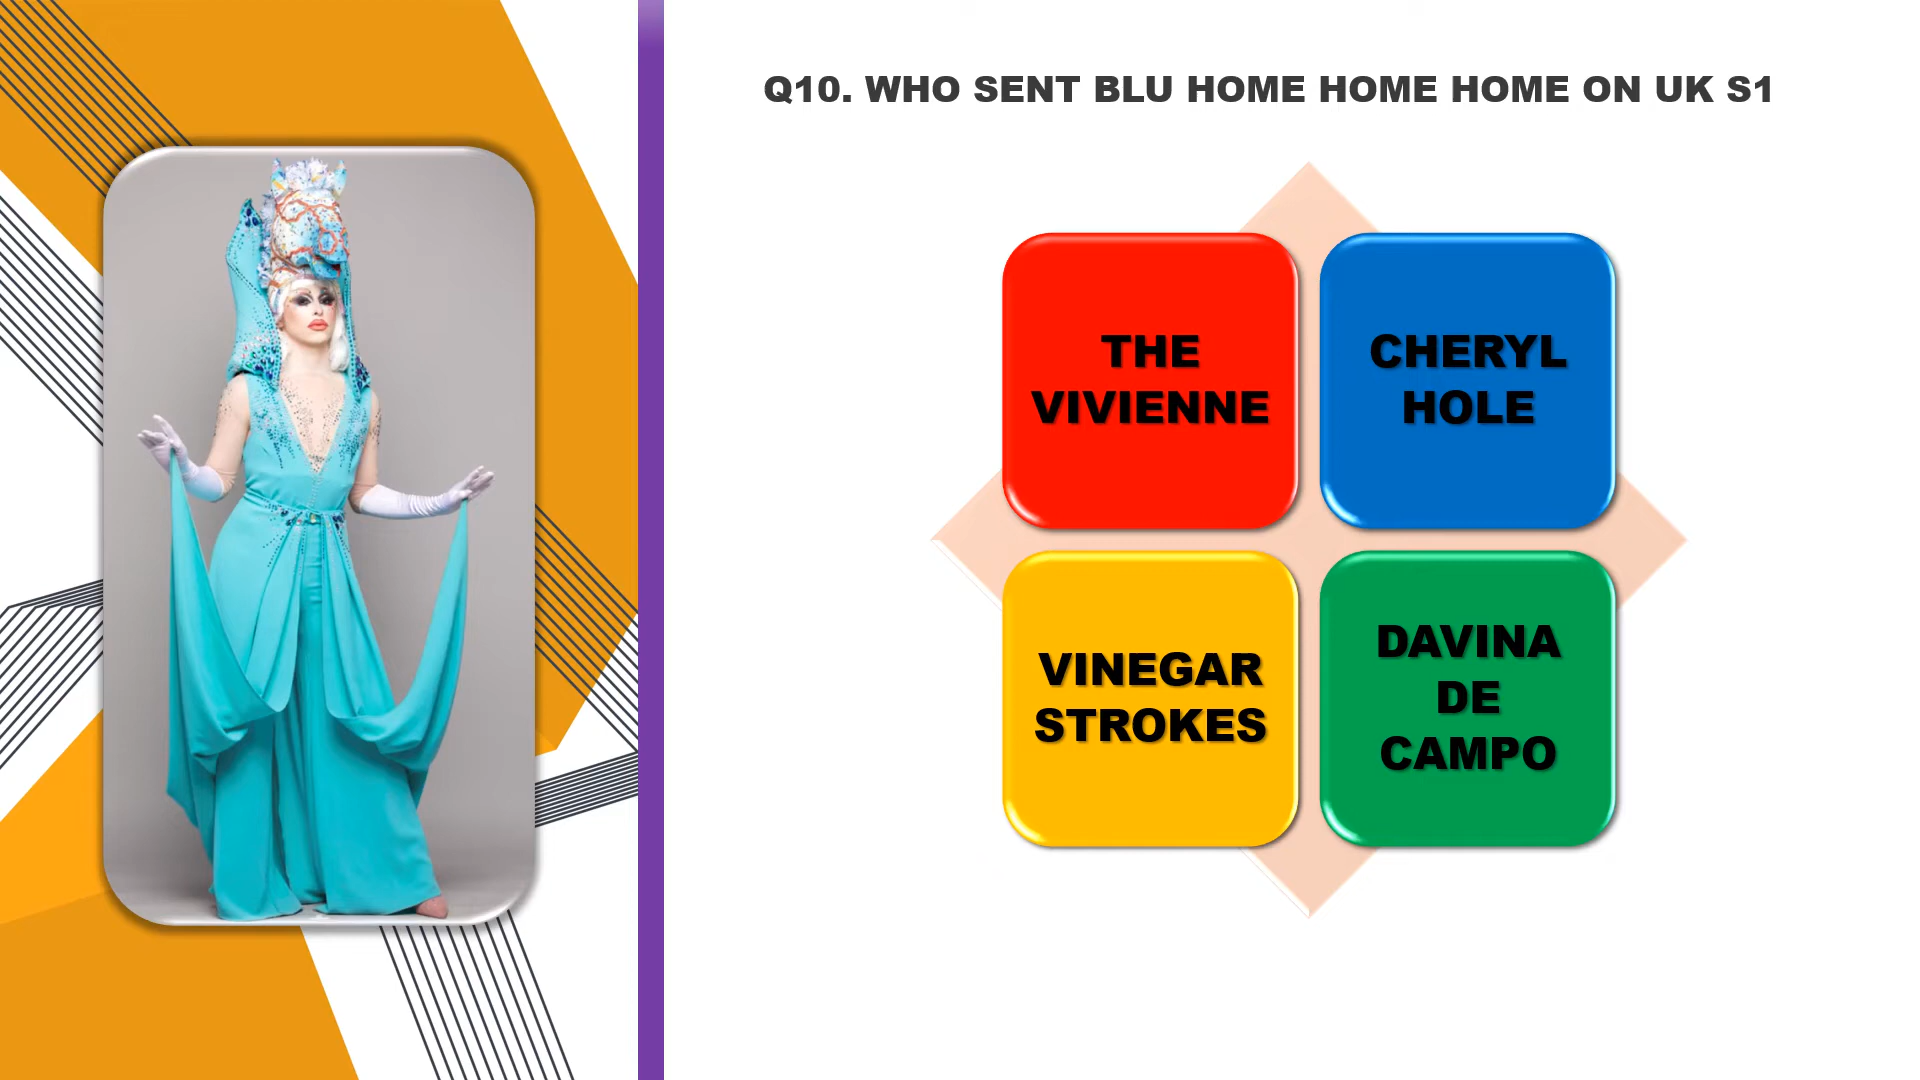 Q10. WHO SENT BLU HOME HOME HOME ON UK S1
THE
VIVIENNE
CHERYL
HOLE
VINEGAR
STROKES
DAVINA
DE
CAMPO